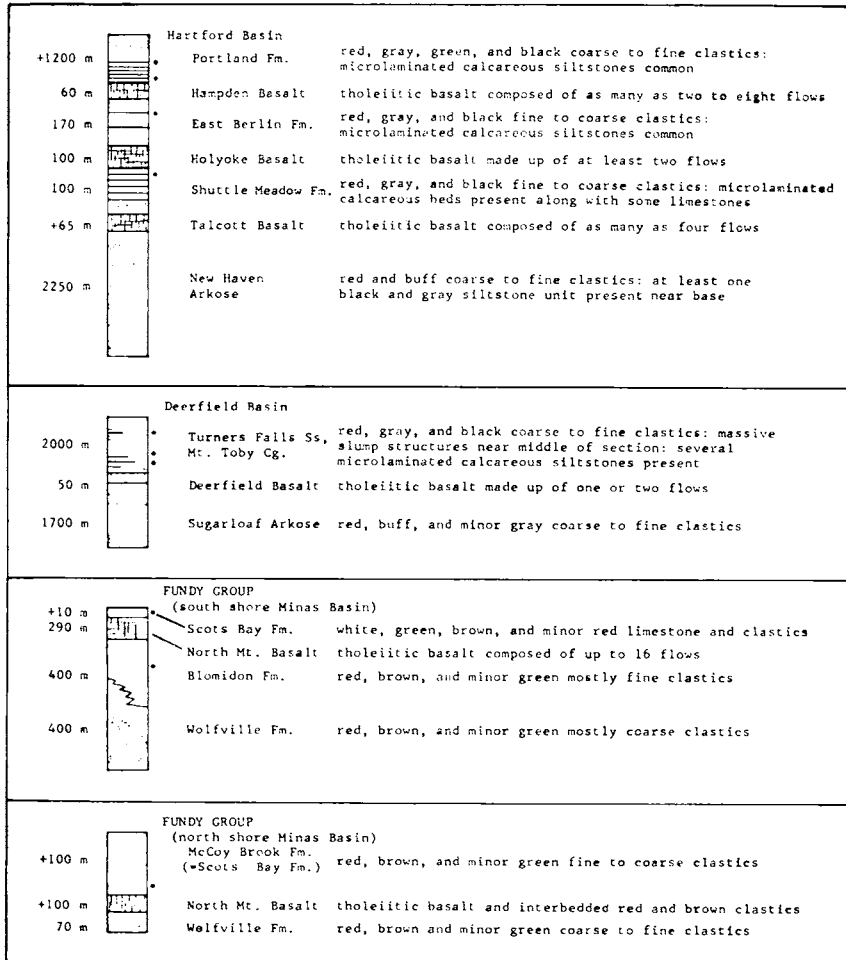 Hartford Basin
+1200 m Portland Fm. red, gray, green, and black coarse to fine clastics:
microlaminated calcareous siltstones common
60 m Hampden Basalt tholeiitic basalt composed of as many as two to eight flows
170 m East Berlin Fm. red, gray, and black fine to coarse clastics:
microlaminated calcareous siltstones common
100 m Holyoke Basalt tholeiitic basalt made up of at least two flows
100 m Shuttle Meadow Fm. red, gray, and black fine to coarse clastics: microlaminated
calcareous beds present along with some limestones
+65 m Talcott Basalt tholeiitic basalt composed of as many as four flows
2250 m New Haven red and buff coarse to fine clastics: at least one
Arkose black and gray siltstone unit present near base
Deerfield Basin
2000 m Turners Falls Ss, red, gray, and black coarse to fine clastics: massive
Mt. Toby Cg. slump structures near middle of section: several
microlaminated calcareous siltstones present
50 m Deerfield Basalt tholeiitic basalt made up of one or two flows
1700 m Sugarloaf Arkose red, buff, and minor gray coarse to fine clastics
FUNDY GROUP
(south shore Minas Basin)
+10 m Scots Bay Fm. white, green, brown, and minor red limestone and clastics
290 m North Mt. Basalt tholeiitic basalt composed of up to 16 flows
400 m Blomidon Fm. red, brown, and minor green mostly fine clastics
400 m Wolfville Fm. red, brown, and minor green mostly coarse clastics
FUNDY GROUP
(north shore Minas Basin)
McCoy Brook Fm.
+100 m (=Scots Bay Fm.) red, brown, and minor green fine to coarse clastics
+100 m North Mt. Basalt tholeiitic basalt and interbedded red and brown clastics
70 m Wolfville Fm. red, brown and minor green coarse to fine clastics